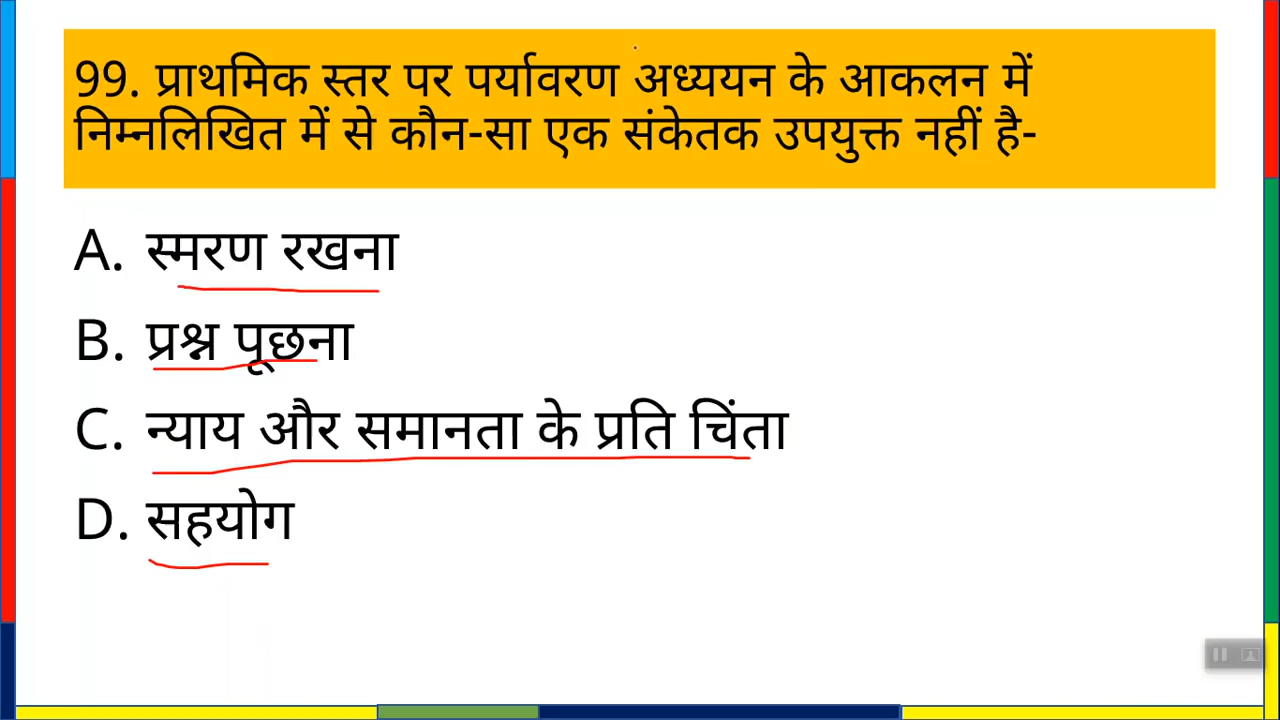 99. प्राथमिक स्तर पर पर्यावरण अध्ययन के आकलन में
निम्नलिखित में से कौन-सा एक संकेतक उपयुक्त नहीं है-
A. स्मरण रखना
B. प्रश्न पूछना
C. न्याय और समानता के प्रति चिंता
D. सहयोग